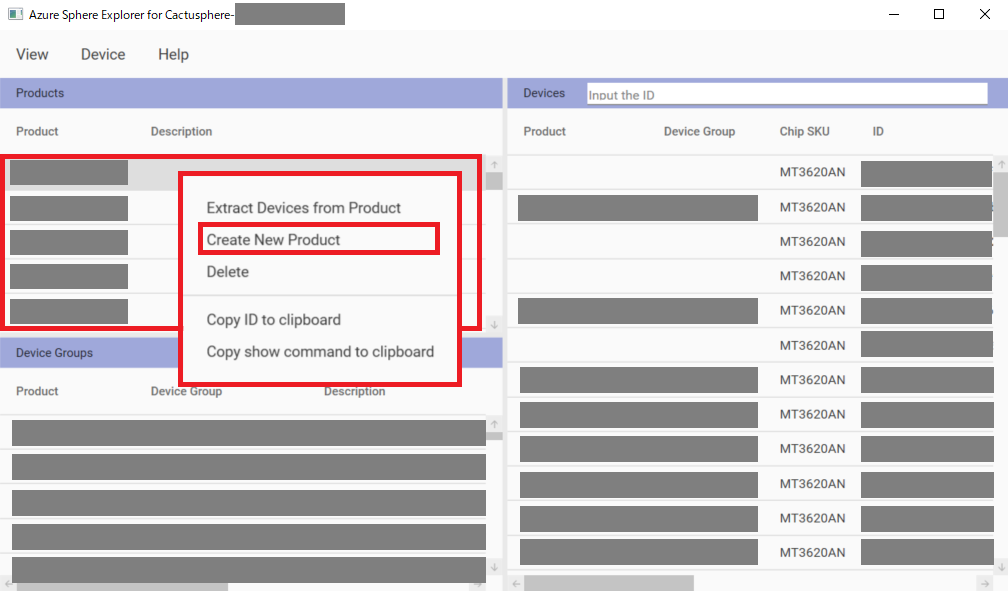 Azure Sphere Explorer for Cactusphere-
View Device Help
Products
Product Description
Extract Devices from Product
Create New Product
Delete
Copy ID to clipboard
Copy show command to clipboard
Device Groups
Product Device Group Description
Devices Input the ID
Product Device Group Chip SKU ID
MT3620AN
MT3620AN
MT3620AN
MT3620AN
MT3620AN
MT3620AN
MT3620AN
MT3620AN
MT3620AN
MT3620AN
MT3620AN
MT3620AN